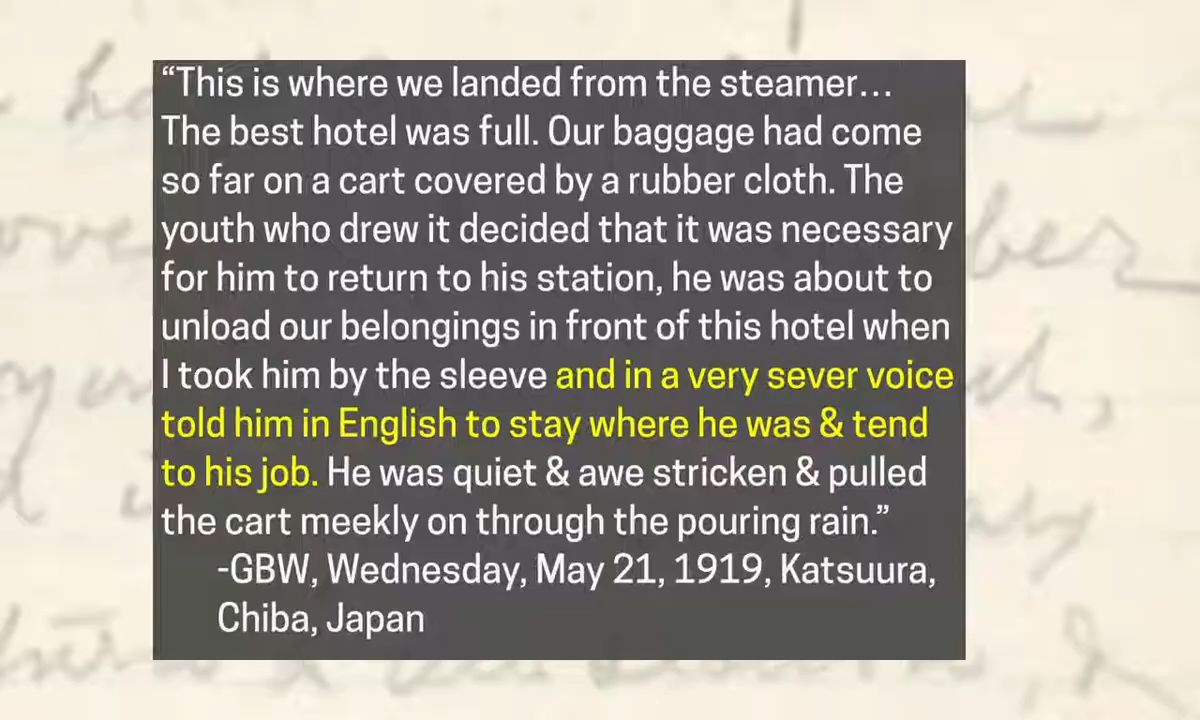 “This is where we landed from the steamer...
The best hotel was full. Our baggage had come
so far on a cart covered by a rubber cloth. The
youth who drew it decided that it was necessary
for him to return to his station, he was about to
unload our belongings in front of this hotel when
I took him by the sleeve and in a very sever voice
told him in English to stay where he was & tend
to his job. He was quiet & awe stricken & pulled
the cart meekly on through the pouring rain.”
-GBW, Wednesday, May 21, 1919, Katsuura,
Chiba, Japan